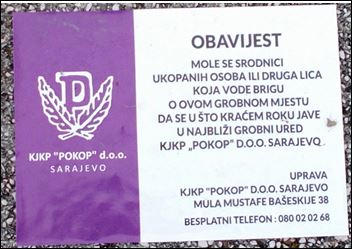 P
KJKP "POKOP" d.o.o.
SARAJEVO
OBAVIJEST
MOLE SE SRODNICI
UKOPANIH OSOBA ILI DRUGA LICA
KOJA VODE BRIGU
O OVOM GROBNOM MJESTU
DA SE U ŠTO KRAĆEM ROKU JAVE
U NAJBLIŽI GROBNI URED
KJKP „POKOP" D.O.O. SARAJEVO
UPRAVA
KJKP "POKOP" D.O.O. SARAJEVO
MULA MUSTAFE BAŠESKIJE 38
BESPLATNI TELEFON : 080 02 02 68